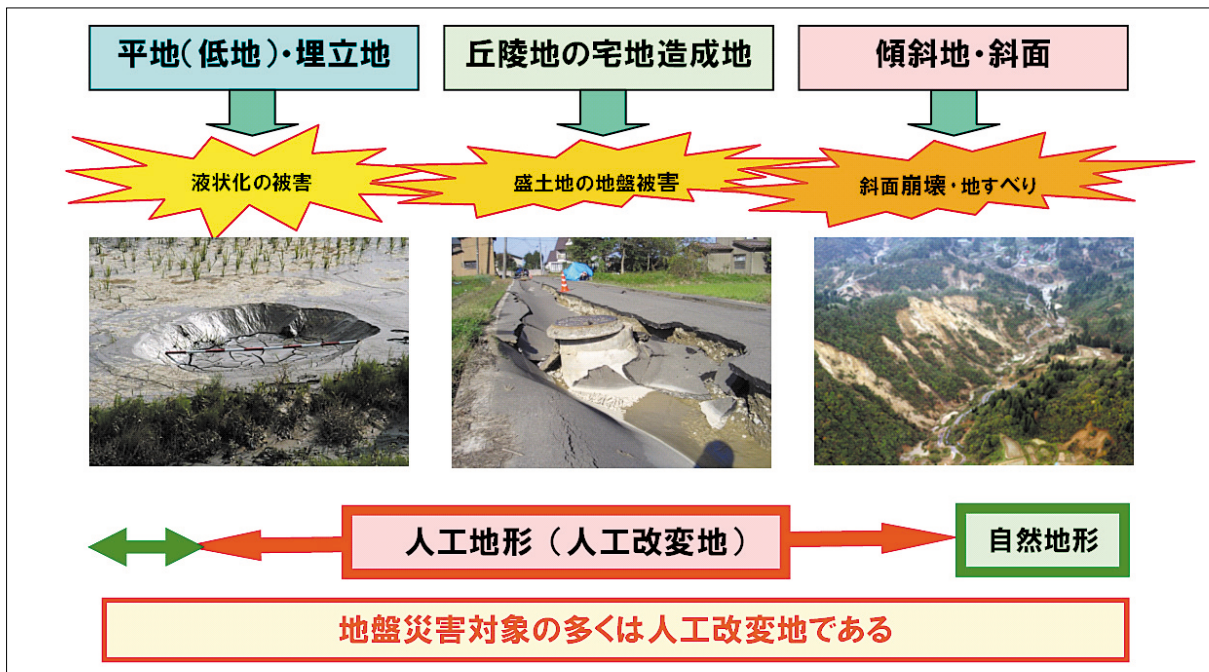 平地(低地)・埋立地
丘陵地の宅地造成地
傾斜地・斜面
液状化の被害
盛土地の地盤被害
斜面崩壊・地すべり
人工地形(人工改変地)
自然地形
地盤災害対象の多くは人工改変地である